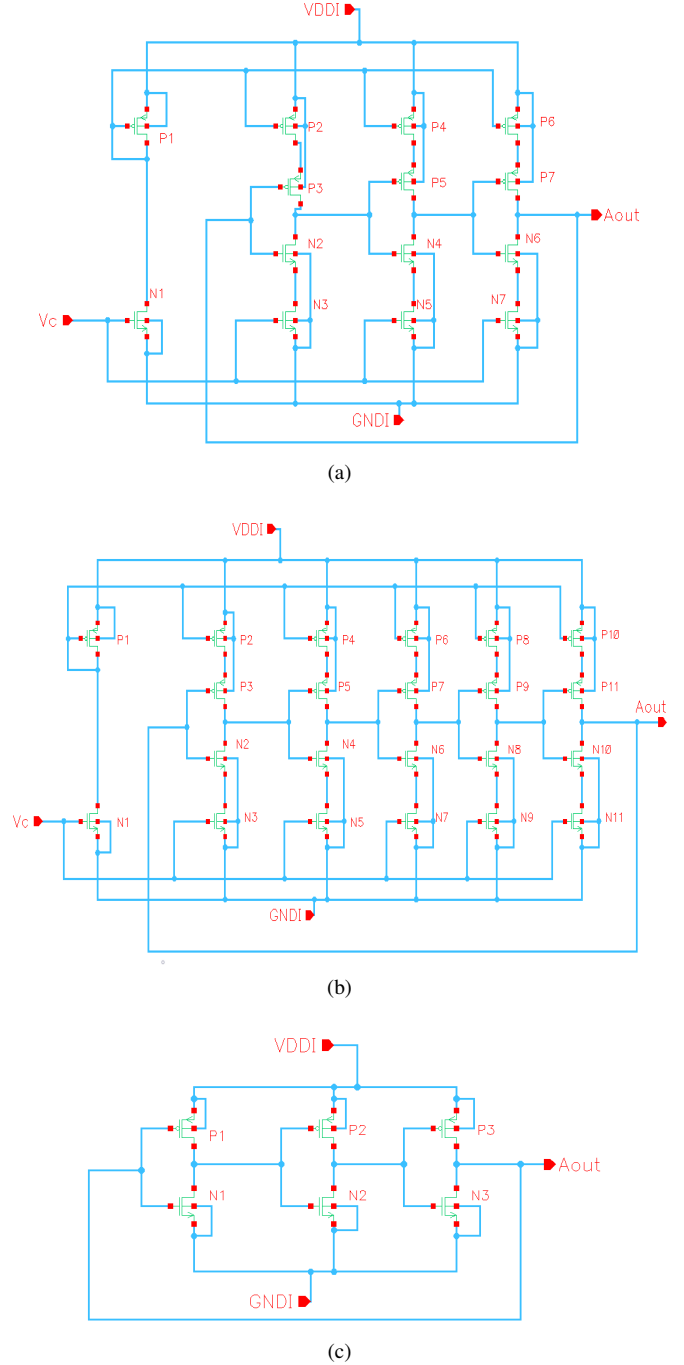 VDDI
P1 P2 P4 P6
P3 P5 P7
Aout
N2 N4 N6
N1 N3 N5 N7
Vc
GNDI
(a)
VDDI
P1 P2 P4 P6 P8 P10
P3 P5 P7 P9 P11
Aout
N2 N4 N6 N8 N10
Vc N1 N3 N5 N7 N9 N11
GNDI
(b)
VDDI
P1 P2 P3
Aout
N1 N2 N3
GNDI
(c)